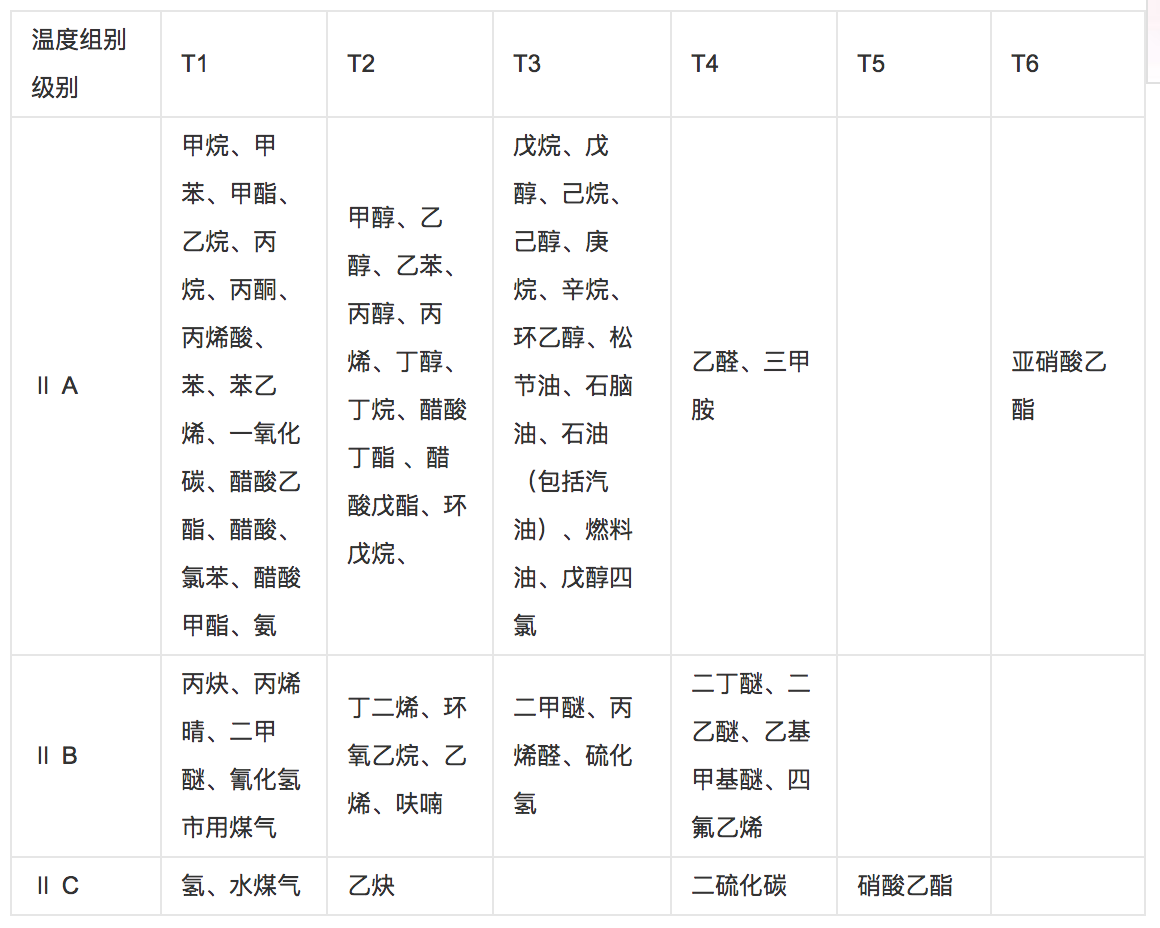 温度组别
级别
T1
T2
T3
T4
T5
T6
Ⅱ A
甲烷、甲
苯、甲酯、
乙烷、丙
烷、丙酮、
丙烯酸、
苯、苯乙
烯、一氧化
碳、醋酸乙
酯、醋酸、
氯苯、醋酸
甲酯、氨
甲醇、乙
醇、乙苯、
丙醇、丙
烯、丁醇、
丁烷、醋酸
丁酯 、醋
酸戊酯、环
戊烷、
戊烷、戊
醇、己烷、
己醇、庚
烷、辛烷、
环乙醇、松
节油、石脑
油、石油
（包括汽
油）、燃料
油、戊醇四
氯
乙醛、三甲
胺
亚硝酸乙
酯
Ⅱ B
丙炔、丙烯
晴、二甲
醚、氰化氢
市用煤气
丁二烯、环
氧乙烷、乙
烯、呋喃
二甲醚、丙
烯醛、硫化
氢
二丁醚、二
乙醚、乙基
甲基醚、四
氟乙烯
Ⅱ C
氢、水煤气
乙炔
二硫化碳
硝酸乙酯